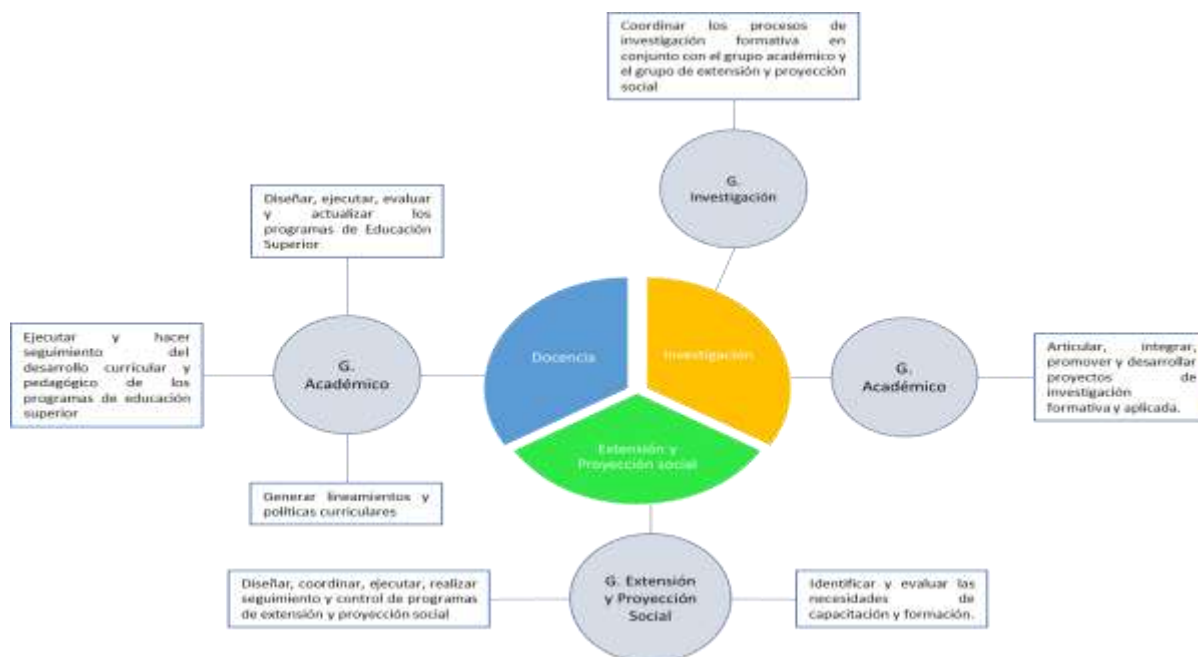 Coordinar los procesos de
investigación formativa en
conjunto con el grupo académico y
el grupo de extensión y proyección
social
G.
Investigación
Diseñar, ejecutar, evaluar
y actualizar los
programas de Educación
Superior
Ejecutar y hacer
seguimiento del
desarrollo curricular y
pedagógico de los
programas de educación
superior
G.
Académico
Docencia
Investigación
G.
Académico
Articular, integrar,
promover y desarrollar
proyectos de
investigación
formativa y aplicada.
Extensión y
Proyección social
Generar lineamientos y
políticas curriculares
Diseñar, coordinar, ejecutar, realizar
seguimiento y control de programas
de extensión y proyección social
G. Extensión
y Proyección
Social
Identificar y evaluar las
necesidades de
capacitación y formación.